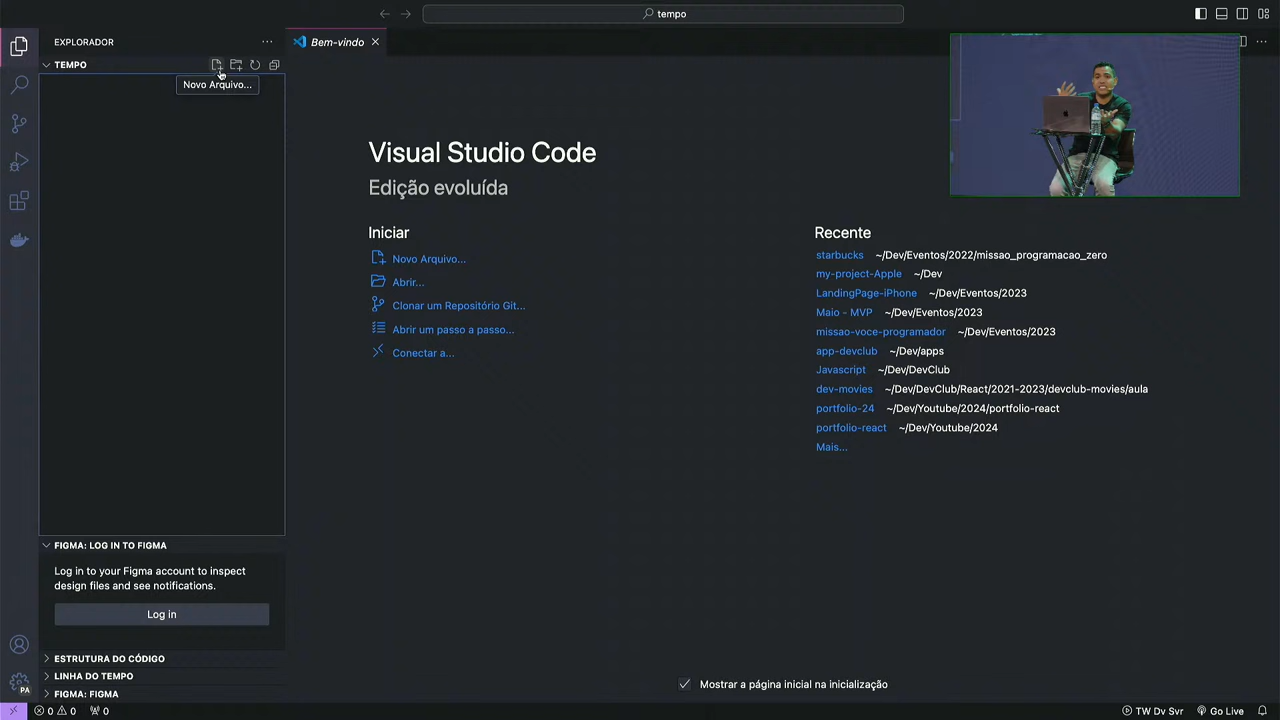 tempo
EXPLORADOR
Bem-vindo
TEMPO
Novo Arquivo...
Visual Studio Code
Edição evoluída
Iniciar
Novo Arquivo...
Abrir...
Clonar um Repositório Git...
Abrir um passo a passo...
Conectar a...
Recente
starbucks ~/Dev/Eventos/2022/missao_programacao_zero
my-project-Apple ~/Dev
LandingPage-iPhone ~/Dev/Eventos/2023
Maio - MVP ~/Dev/Eventos/2023
missao-voce-programador ~/Dev/Eventos/2023
app-devclub ~/Dev/apps
Javascript ~/Dev/DevClub
dev-movies ~/Dev/DevClub/React/2021-2023/devclub-movies/aula
portfolio-24 ~/Dev/Youtube/2024/portfolio-react
portfolio-react ~/Dev/Youtube/2024
Mais...
FIGMA: LOG IN TO FIGMA
Log in to your Figma account to inspect
design files and see notifications.
Log in
ESTRUTURA DO CÓDIGO
LINHA DO TEMPO
FIGMA: FIGMA
Mostrar a página inicial na inicialização
PA
0 0 0
TW Dv Svr Go Live